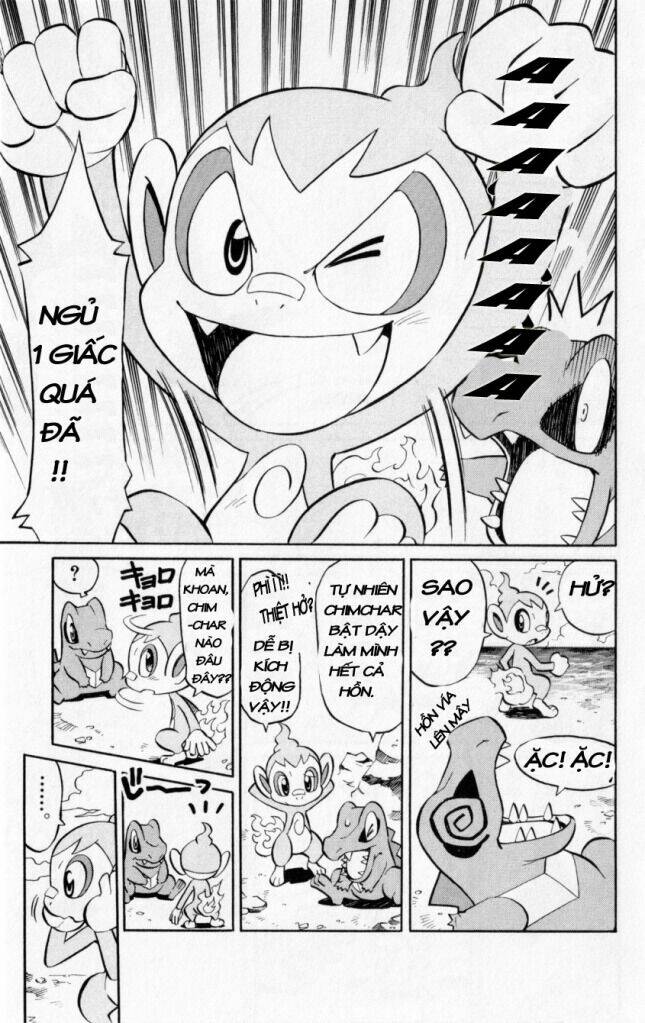 A
A
A
A
A
A
A
NGỦ
1 GIẤC
QUÁ
ĐÃ
!!
HỬ?
SAO
VẬY
??
HỒN VÍA
LÊN MÂY
ẶC! ẶC!
TỰ NHIÊN
CHIMCHAR
BẬT DẬY
LÀM MÌNH
HẾT CẢ
HỒN.
PHÌ ÌÌ!!
THIỆT HỞ?
DỄ BỊ
KÍCH
ĐỘNG
VẬY!!
MÀ
KHOAN,
CHIM
-CHAR
NÀO
ĐÂU
ĐÂY??
キョロ
キョロ
?
じーっ
......